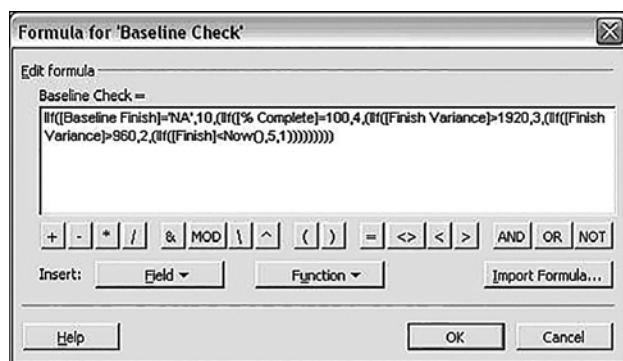 Formula for 'Baseline Check'
Edit formula
Baseline Check =
IIf([Baseline Finish]='NA',10,(IIf([% Complete]=100,4,(IIf([Finish Variance]>1920,3,(IIf([Finish
Variance]>960,2,(IIf([Finish]<Now(),5,1)))))))))
+ - * / & MOD \ ^ ( ) = <> < > AND OR NOT
Insert: Field Function Import Formula...
Help OK Cancel